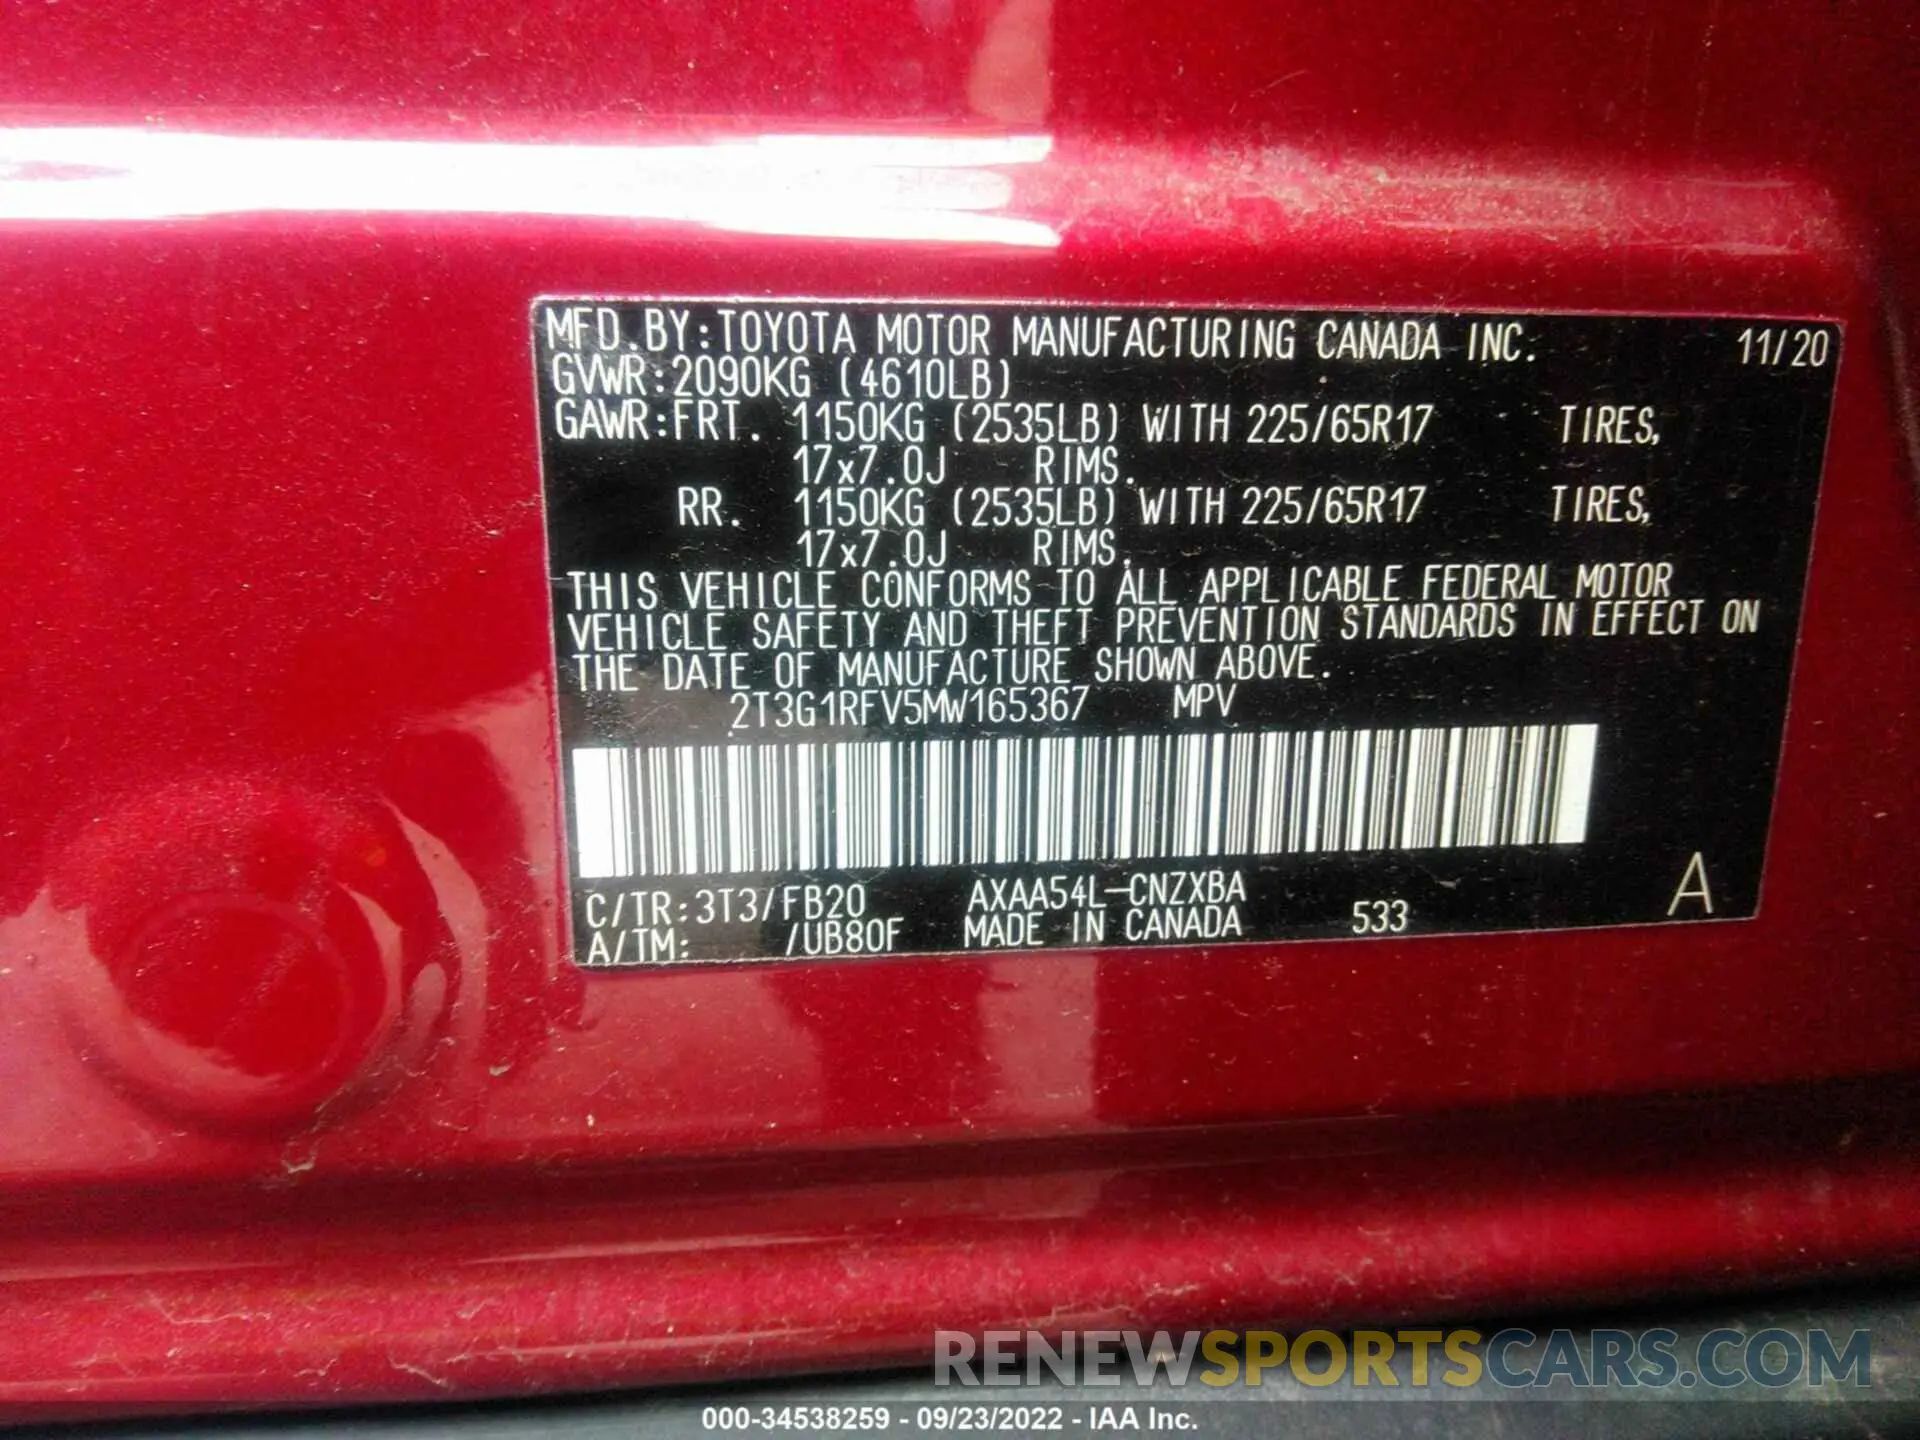 MFD.BY:TOYOTA MOTOR MANUFACTURING CANADA INC. 11/20
GVWR:2090KG (4610LB)
GAWR:FRT. 1150KG (2535LB) WITH 225/65R17 TIRES,
17x7.0J RIMS.
RR. 1150KG (2535LB) WITH 225/65R17 TIRES,
17x7.0J RIMS.
THIS VEHICLE CONFORMS TO ALL APPLICABLE FEDERAL MOTOR
VEHICLE SAFETY AND THEFT PREVENTION STANDARDS IN EFFECT ON
THE DATE OF MANUFACTURE SHOWN ABOVE.
2T3G1RFV5MW165367 MPV
C/TR:3T3/FB20 AXAA54L-CNZXBA A
A/TM: /UB80F MADE IN CANADA 533
RENEWSPORTSCARS.COM
000-34538259 - 09/23/2022 - IAA Inc.